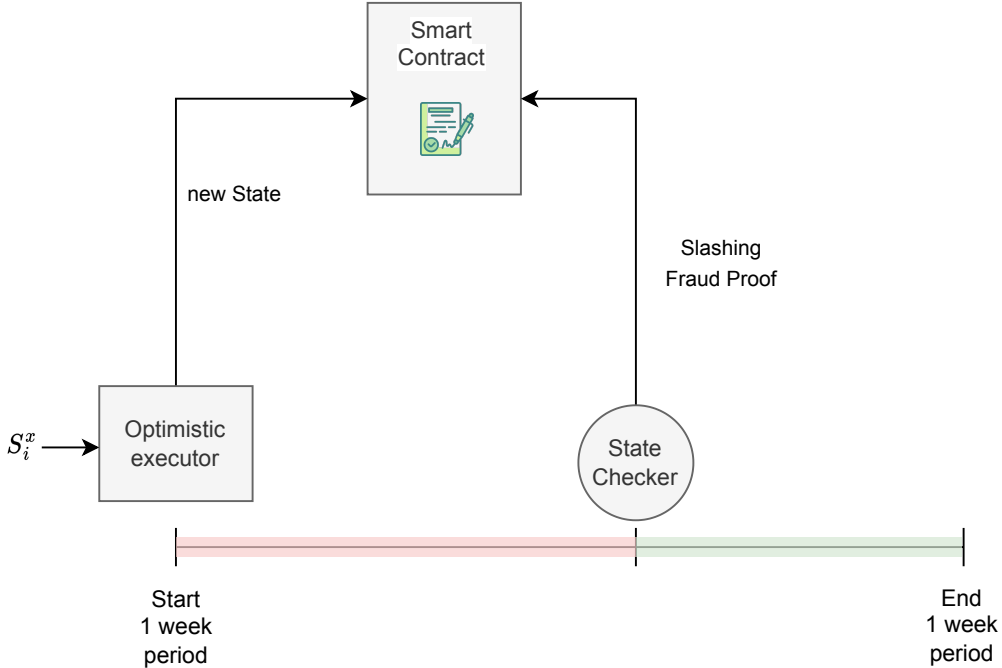 Smart
Contract
new State
Slashing
Fraud Proof
$S_i^x$
Optimistic
executor
State
Checker
Start
1 week
period
End
1 week
period